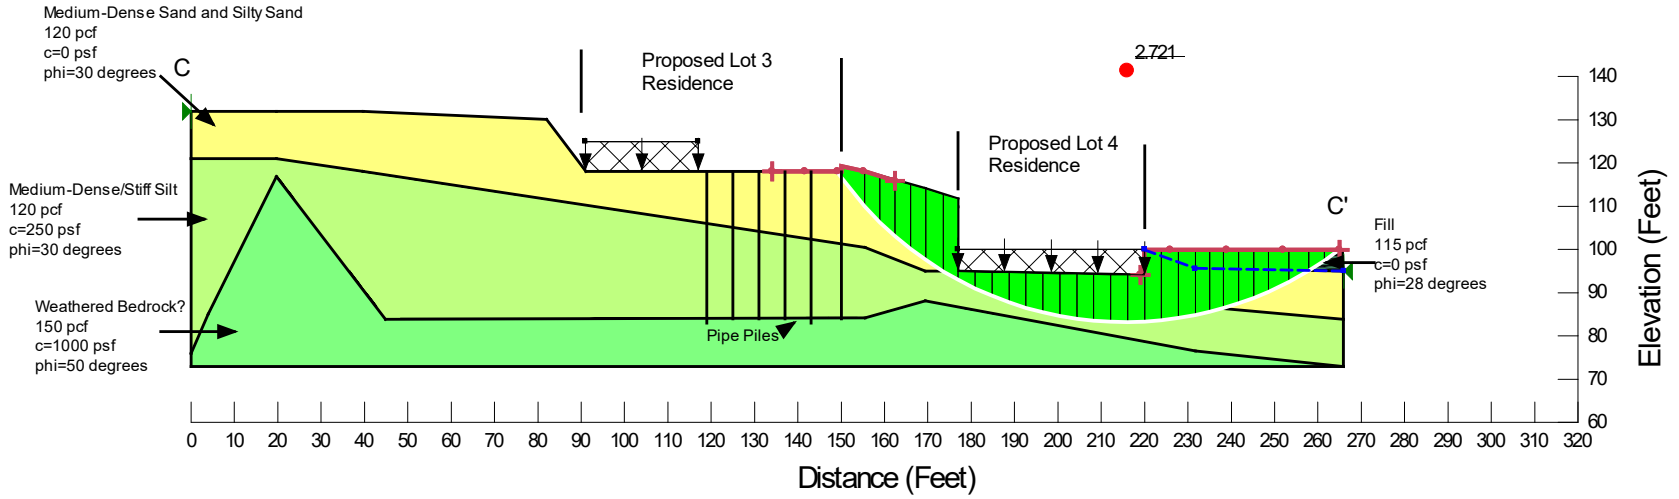 Medium-Dense Sand and Silty Sand
120 pcf
c=0 psf
phi=30 degrees
C
Proposed Lot 3
Residence
2.721
Proposed Lot 4
Residence
Medium-Dense/Stiff Silt
120 pcf
c=250 psf
phi=30 degrees
C'
Fill
115 pcf
c=0 psf
phi=28 degrees
Weathered Bedrock?
150 pcf
c=1000 psf
phi=50 degrees
Pipe Piles
140
130
120
110
100
90
80
70
60
Elevation (Feet)
0 10 20 30 40 50 60 70 80 90 100 110 120 130 140 150 160 170 180 190 200 210 220 230 240 250 260 270 280 290 300 310 320
Distance (Feet)